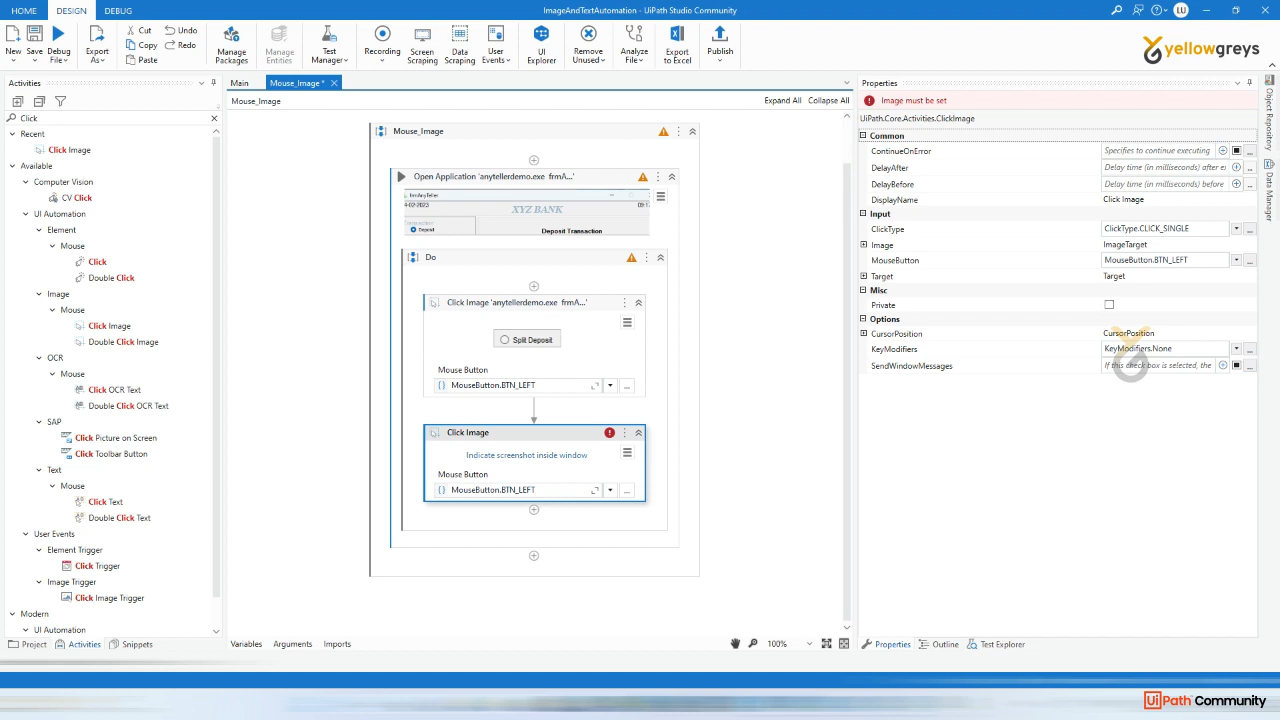 HOME DESIGN DEBUG ImageAndTextAutomation - UiPath Studio Community LU
New Save Debug File Export As Cut Copy Paste Undo Redo Manage Packages Manage Entities Test Manager Recording Screen Scraping Data Scraping User Events UI Explorer Remove Unused Analyze File Export to Excel Publish
yellowgreys
Activities
Click
Recent
Click Image
Available
Computer Vision
CV Click
UI Automation
Element
Mouse
Click
Double Click
Image
Mouse
Click Image
Double Click Image
OCR
Mouse
Click OCR Text
Double Click OCR Text
SAP
Click Picture on Screen
Click Toolbar Button
Text
Mouse
Click Text
Double Click Text
User Events
Element Trigger
Click Trigger
Image Trigger
Click Image Trigger
Modern
UI Automation
Project Activities Snippets
Main Mouse_Image *
Mouse_Image Expand All Collapse All
Mouse_Image
Open Application 'anytellerdemo.exe frmA...'
frmAnyTeller
4-02-2023 XYZ BANK 09:1
Transaction
Deposit Deposit Transaction
Do
Click Image 'anytellerdemo.exe frmA...'
Split Deposit
Mouse Button
MouseButton.BTN_LEFT ...
Click Image
Indicate screenshot inside window
Mouse Button
MouseButton.BTN_LEFT ...
Variables Arguments Imports 100%
Properties
Image must be set
UiPath.Core.Activities.ClickImage
Common
ContinueOnError Specifies to continue executing ...
DelayAfter Delay time (in milliseconds) after e ...
DelayBefore Delay time (in milliseconds) before ...
DisplayName Click Image
Input
ClickType ClickType.CLICK_SINGLE ...
Image ImageTarget
MouseButton MouseButton.BTN_LEFT ...
Target Target
Misc
Private
Options
CursorPosition CursorPosition
KeyModifiers KeyModifiers.None ...
SendWindowMessages If this check box is selected, the ...
Properties Outline Test Explorer
Object Repository
Data Manager
UiPath Community